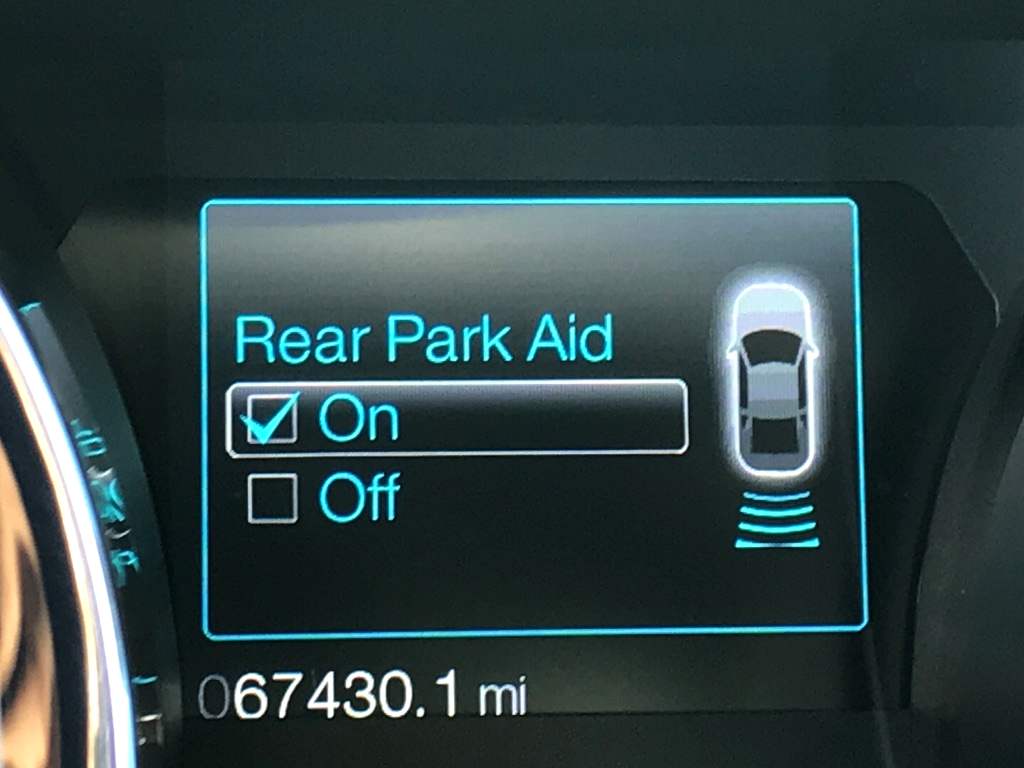 Rear Park Aid
On
Off
067430.1 mi